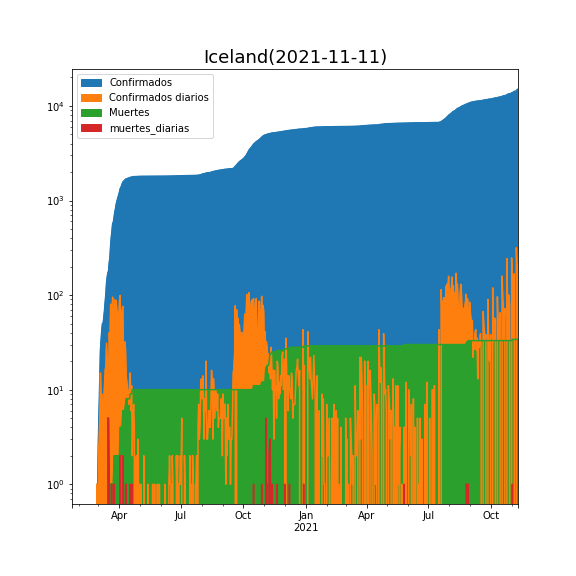 Iceland(2021-11-11)
Confirmados
Confirmados diarios
Muertes
muertes_diarias
10⁴
10³
10²
10¹
10⁰
Apr Jul Oct Jan Apr Jul Oct
2021